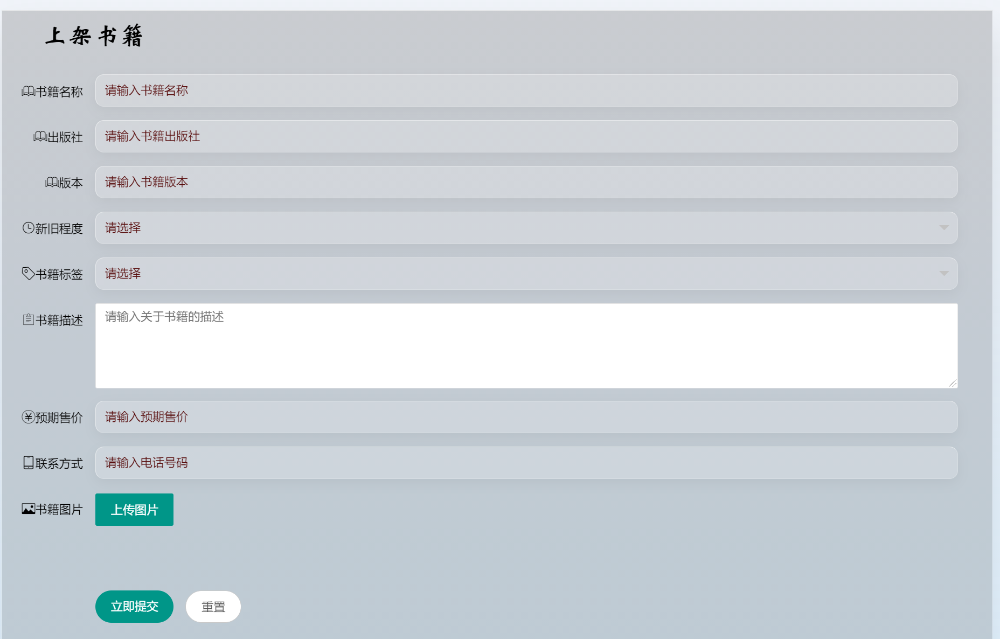 上架书籍
书籍名称 请输入书籍名称
出版社 请输入书籍出版社
版本 请输入书籍版本
新旧程度 请选择
书籍标签 请选择
书籍描述 请输入关于书籍的描述
预期售价 请输入预期售价
联系方式 请输入电话号码
书籍图片 上传图片
立即提交 重置